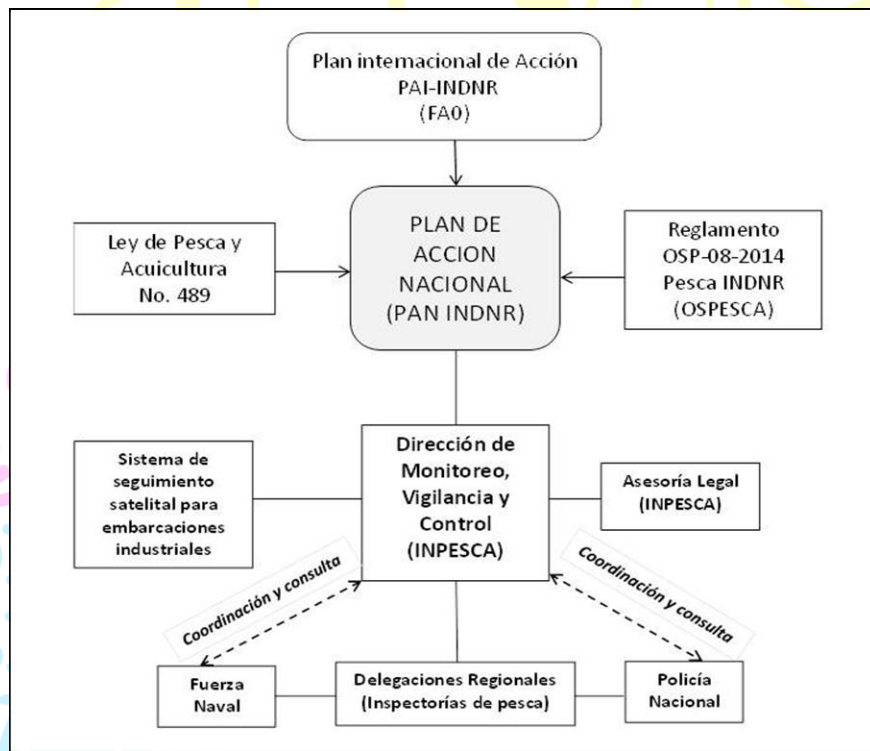 Plan internacional de Acción
PAI-INDNR
(FA0)
Ley de Pesca y
Acuicultura
No. 489
PLAN DE
ACCION
NACIONAL
(PAN INDNR)
Reglamento
OSP-08-2014
Pesca INDNR
(OSPESCA)
Sistema de
seguimiento
satelital para
embarcaciones
industriales
Dirección de
Monitoreo,
Vigilancia y
Control
(INPESCA)
Asesoría Legal
(INPESCA)
Coordinación y consulta
Coordinación y consulta
Fuerza
Naval
Delegaciones Regionales
(Inspectorías de pesca)
Policía
Nacional